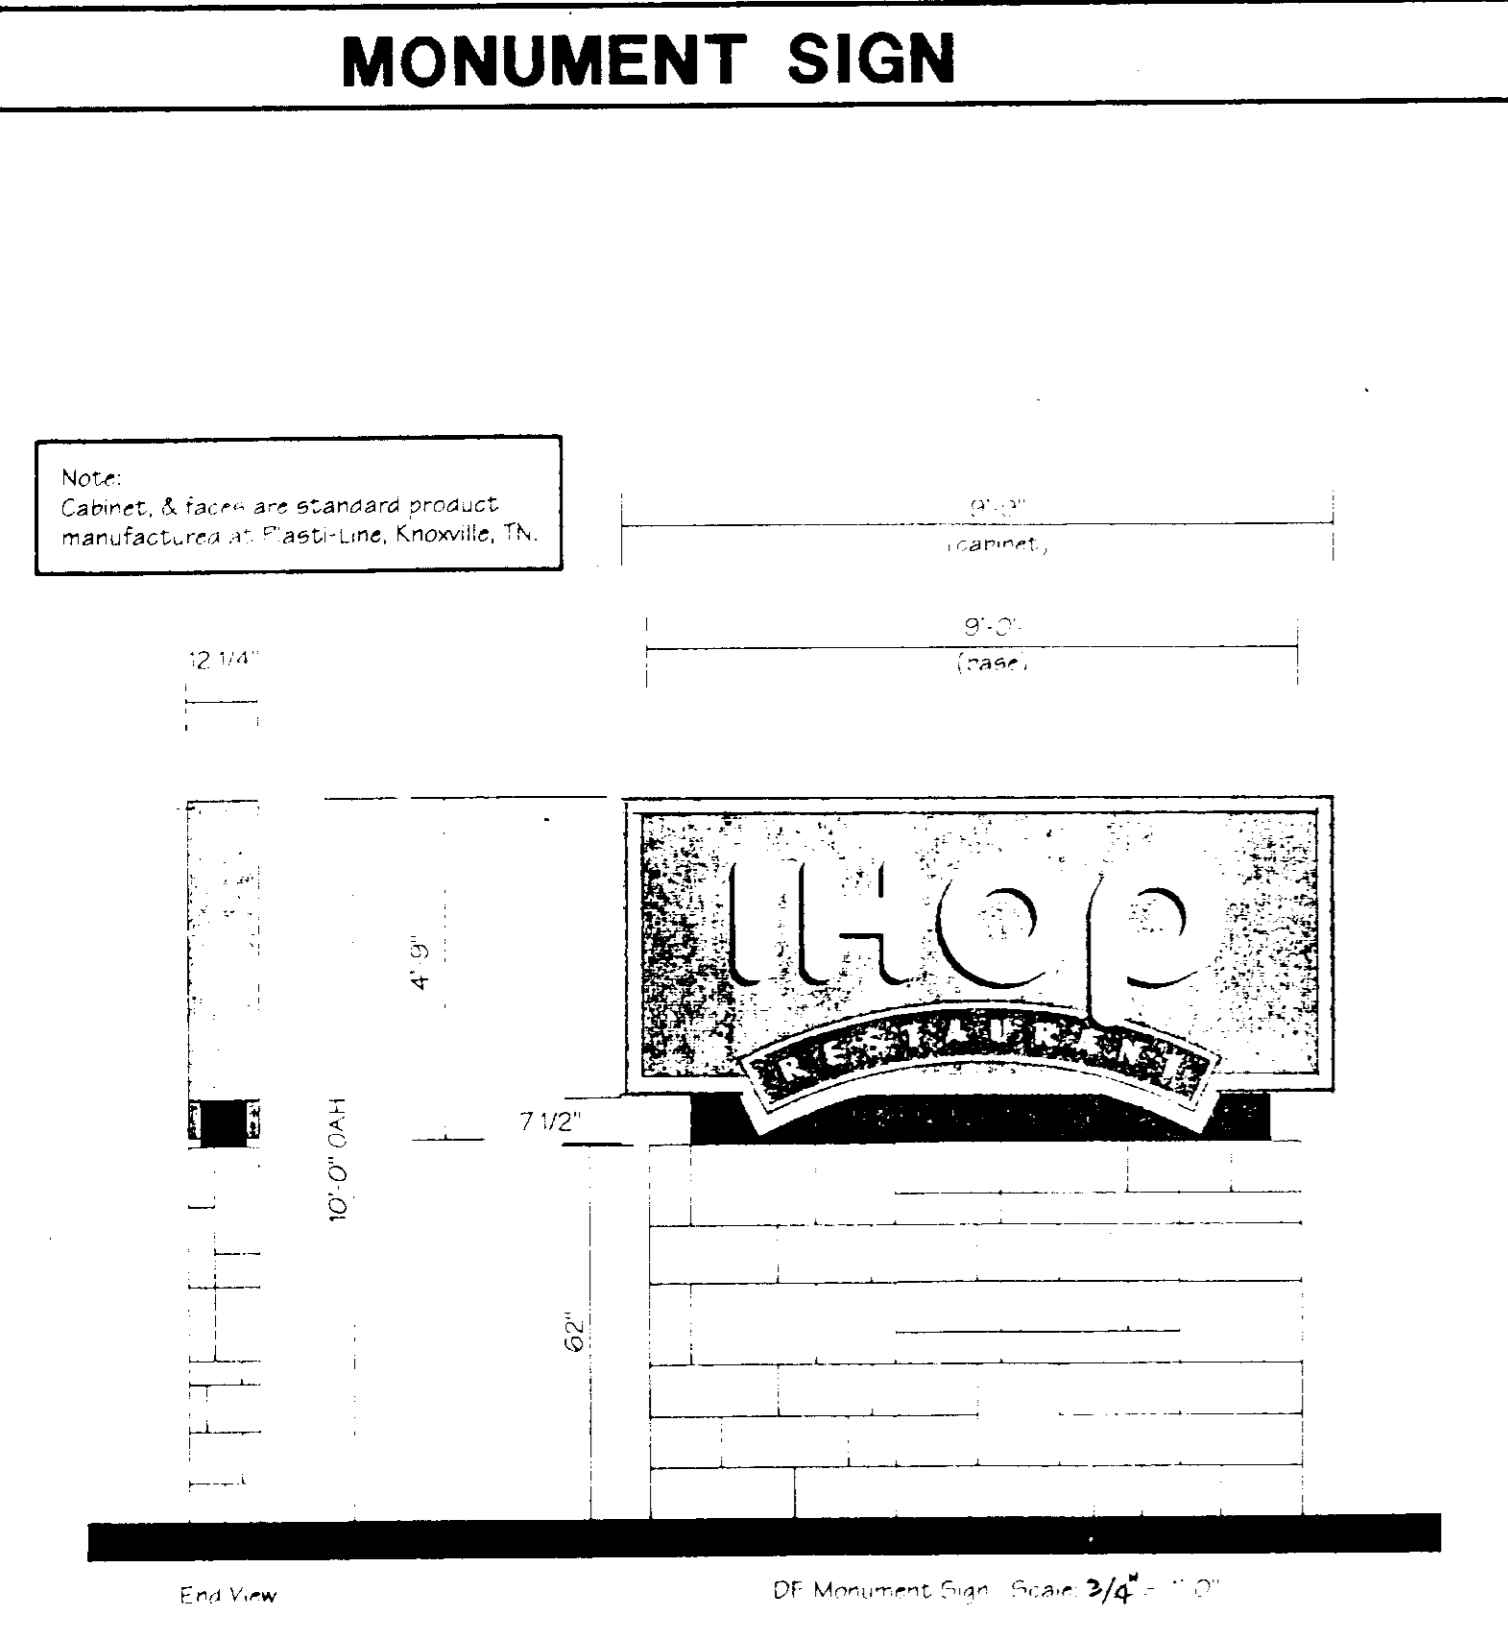 MONUMENT SIGN
Note:
Cabinet, & faces are standard product
manufactured at Plasti-Line, Knoxville, TN.
(cabinet)
9'-0"
(base)
12 1/4"
IHOP
RESTAURANT
4' 9"
7 1/2"
10'-0" OAH
62"
End View
DF Monument Sign Scale: 3/4" = 1'-0"